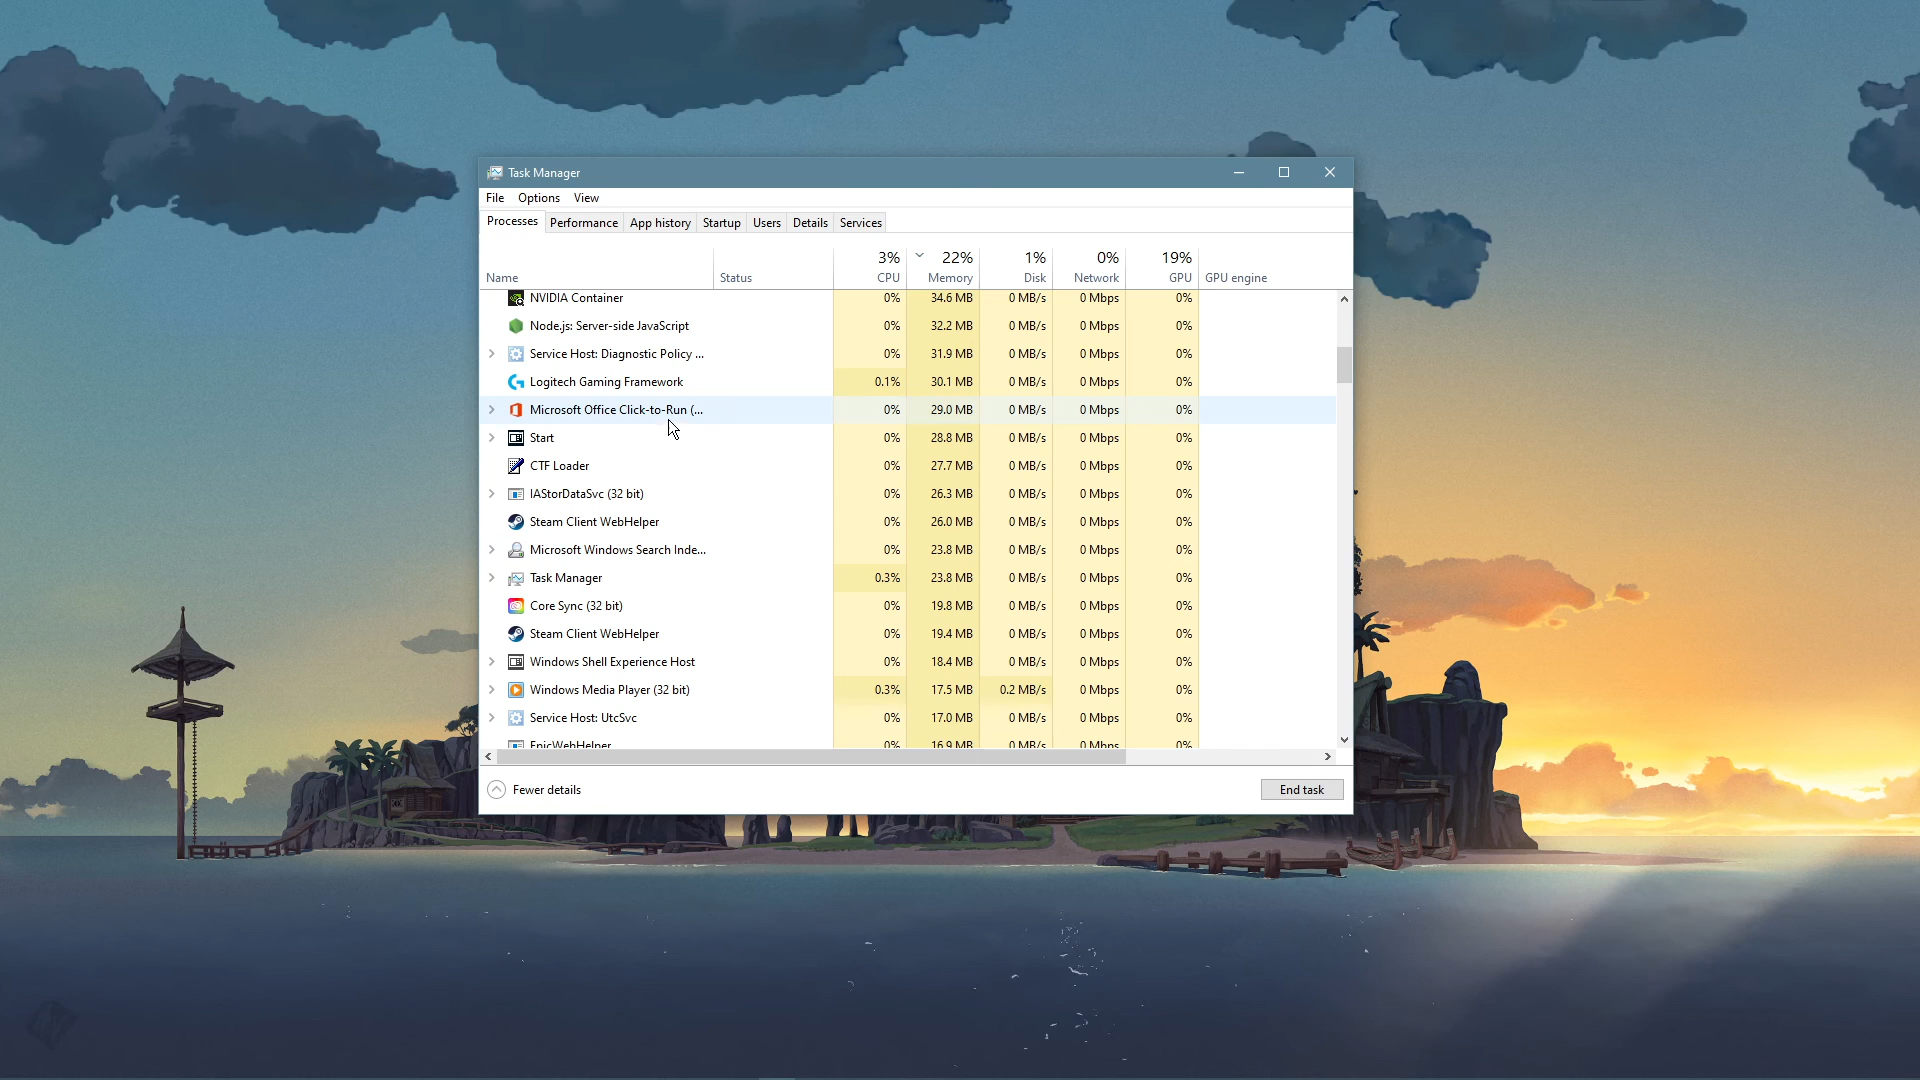 Task Manager
File Options View
Processes Performance App history Startup Users Details Services
3% 22% 1% 0% 19%
Name Status CPU Memory Disk Network GPU GPU engine
NVIDIA Container 0% 34.6 MB 0 MB/s 0 Mbps 0%
Node.js: Server-side JavaScript 0% 32.2 MB 0 MB/s 0 Mbps 0%
Service Host: Diagnostic Policy ... 0% 31.9 MB 0 MB/s 0 Mbps 0%
Logitech Gaming Framework 0.1% 30.1 MB 0 MB/s 0 Mbps 0%
Microsoft Office Click-to-Run (... 0% 29.0 MB 0 MB/s 0 Mbps 0%
Start 0% 28.8 MB 0 MB/s 0 Mbps 0%
CTF Loader 0% 27.7 MB 0 MB/s 0 Mbps 0%
IAStorDataSvc (32 bit) 0% 26.3 MB 0 MB/s 0 Mbps 0%
Steam Client WebHelper 0% 26.0 MB 0 MB/s 0 Mbps 0%
Microsoft Windows Search Inde... 0% 23.8 MB 0 MB/s 0 Mbps 0%
Task Manager 0.3% 23.8 MB 0 MB/s 0 Mbps 0%
Core Sync (32 bit) 0% 19.8 MB 0 MB/s 0 Mbps 0%
Steam Client WebHelper 0% 19.4 MB 0 MB/s 0 Mbps 0%
Windows Shell Experience Host 0% 18.4 MB 0 MB/s 0 Mbps 0%
Windows Media Player (32 bit) 0.3% 17.5 MB 0.2 MB/s 0 Mbps 0%
Service Host: UtcSvc 0% 17.0 MB 0 MB/s 0 Mbps 0%
EpicWebHelper 0% 16.9 MB 0 MB/s 0 Mbps 0%
Fewer details End task